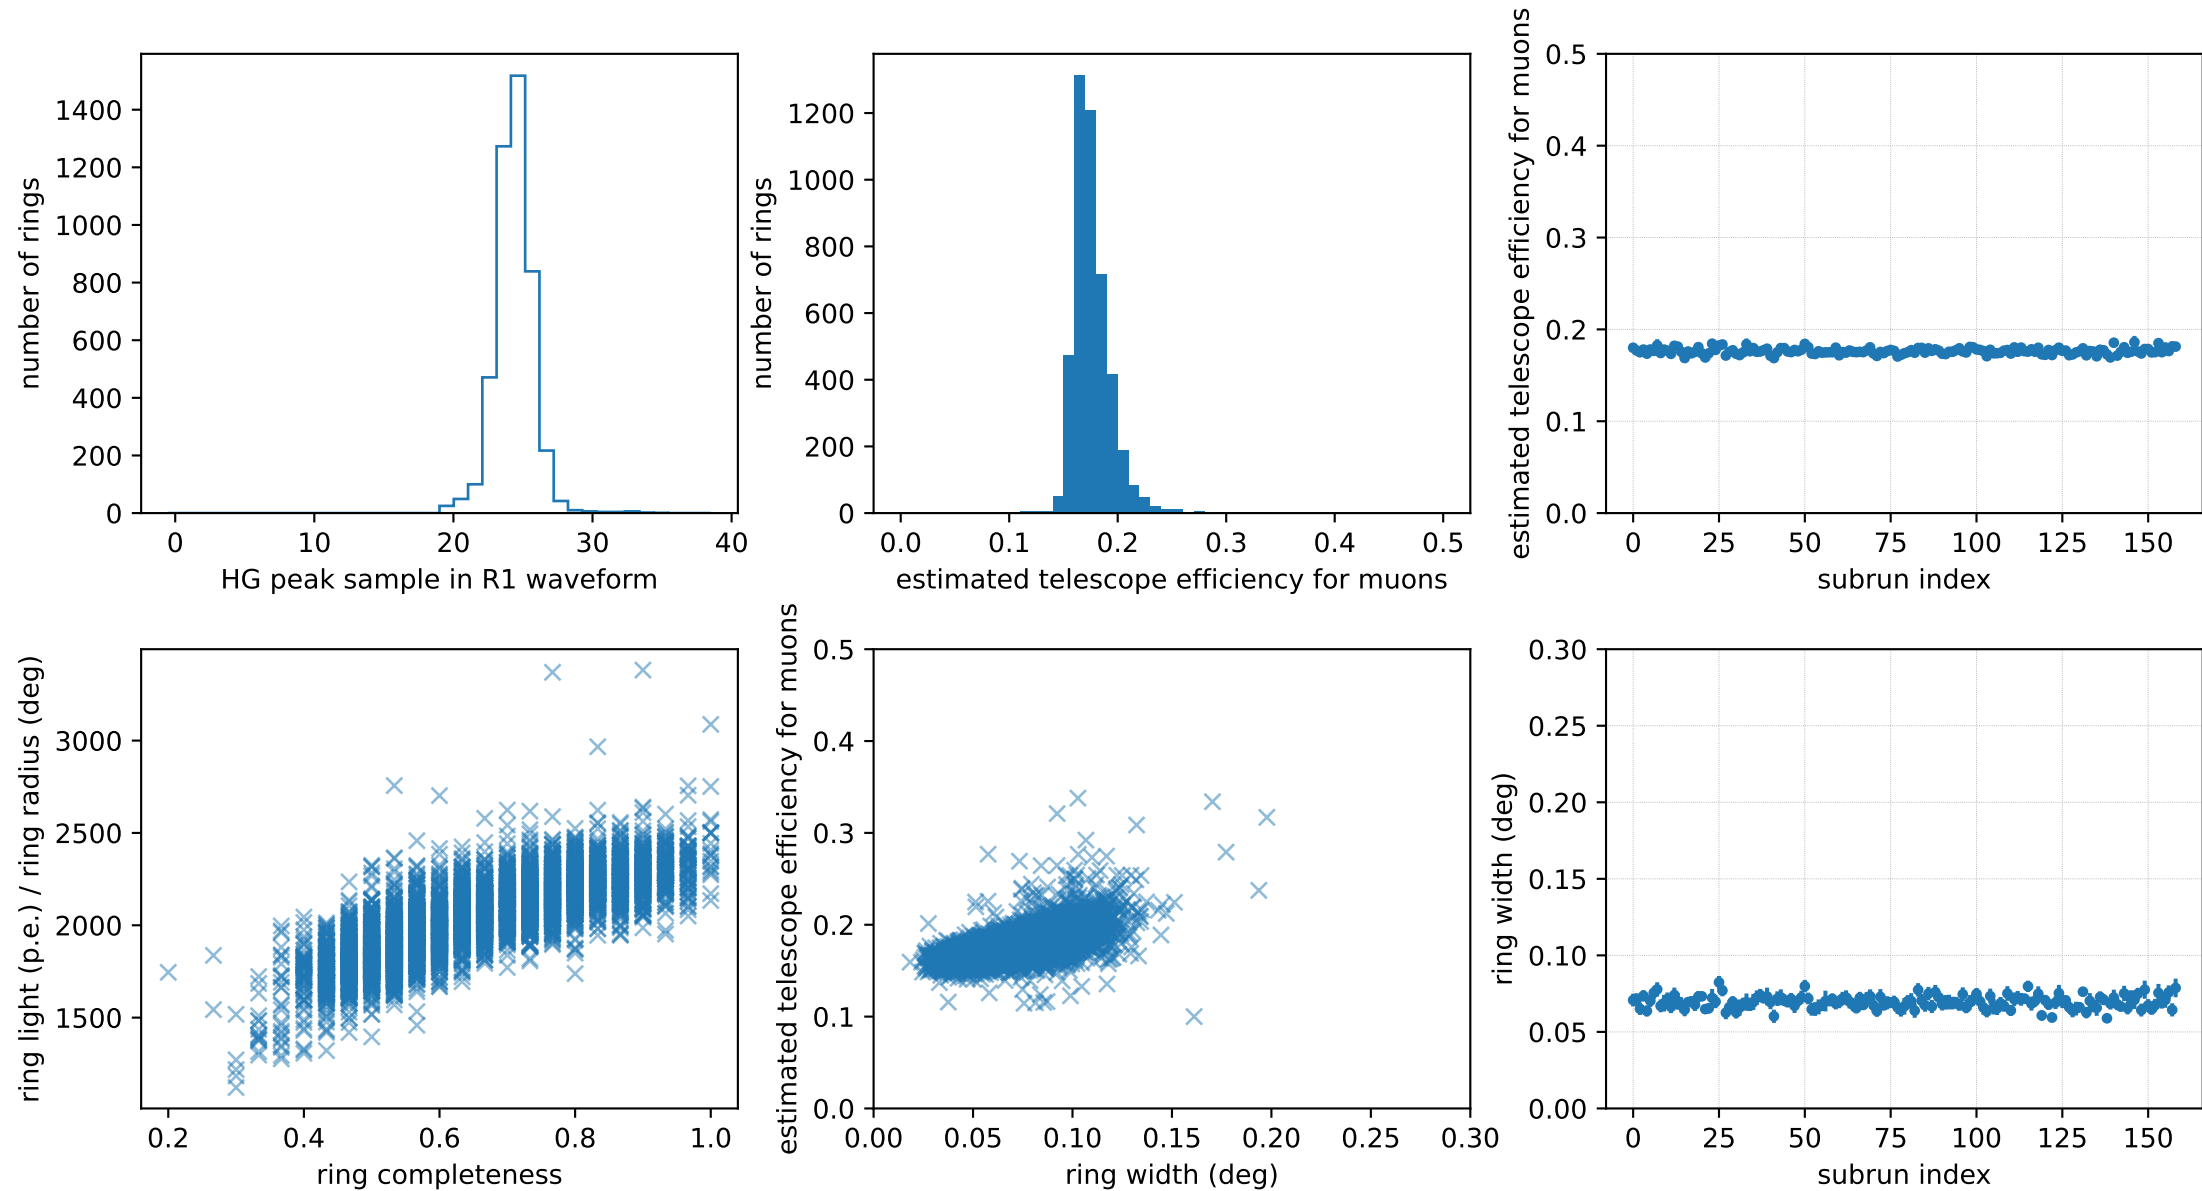 number of rings
1400
1200
1000
800
600
400
200
0
0 10 20 30 40
HG peak sample in R1 waveform
number of rings
1200
1000
800
600
400
200
0
0.0 0.1 0.2 0.3 0.4 0.5
estimated telescope efficiency for muons
estimated telescope efficiency for muons
0.5
0.4
0.3
0.2
0.1
0.0
0 25 50 75 100 125 150
subrun index
ring light (p.e.) / ring radius (deg)
3000
2500
2000
1500
0.2 0.4 0.6 0.8 1.0
ring completeness
estimated telescope efficiency for muons
0.5
0.4
0.3
0.2
0.1
0.0
0.00 0.05 0.10 0.15 0.20 0.25 0.30
ring width (deg)
ring width (deg)
0.30
0.25
0.20
0.15
0.10
0.05
0.00
0 25 50 75 100 125 150
subrun index